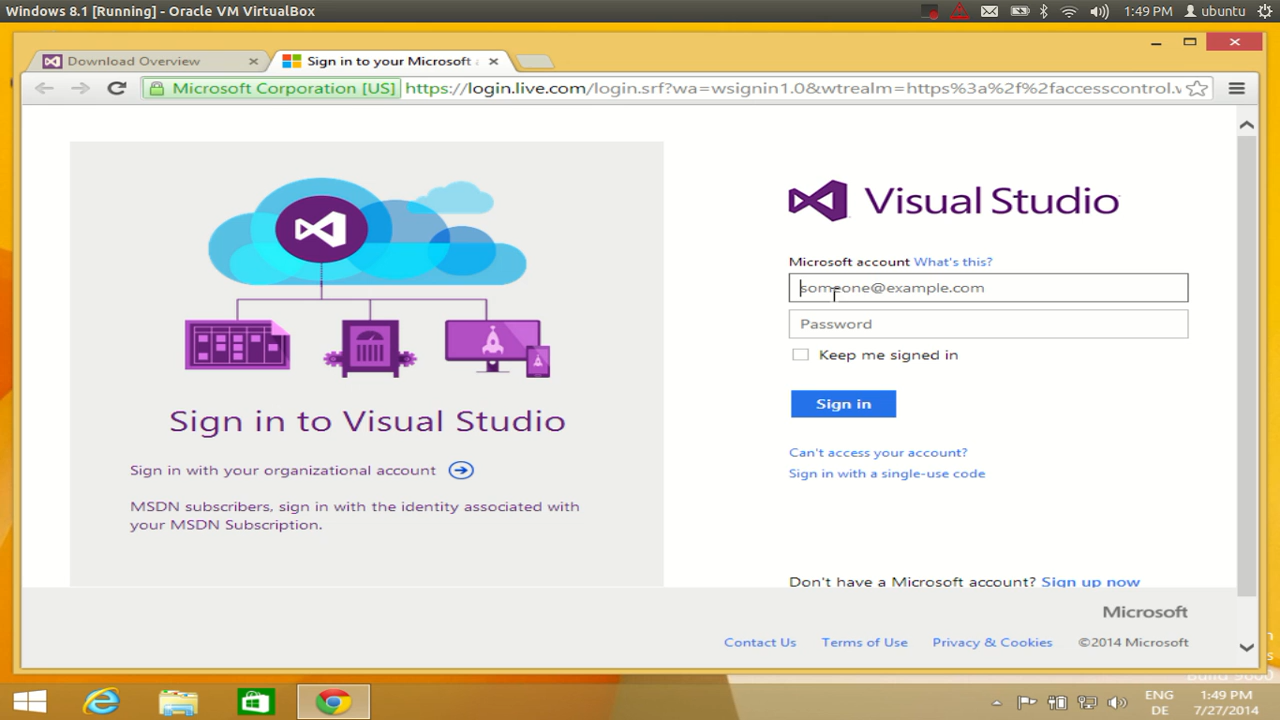 Windows 8.1 [Running] - Oracle VM VirtualBox
1:49 PM
ubuntu
Download Overview
Sign in to your Microsoft
Microsoft Corporation [US]
https://login.live.com/login.srf?wa=wsignin1.0&wtrealm=https%3a%2f%2faccesscontrol.w
Visual Studio
Microsoft account What's this?
someone@example.com
Password
Keep me signed in
Sign in
Can't access your account?
Sign in with a single-use code
Sign in to Visual Studio
Sign in with your organizational account
MSDN subscribers, sign in with the identity associated with
your MSDN Subscription.
Don't have a Microsoft account? Sign up now
Microsoft
Contact Us
Terms of Use
Privacy & Cookies
©2014 Microsoft
Build 9600
ENG
DE
1:49 PM
7/27/2014